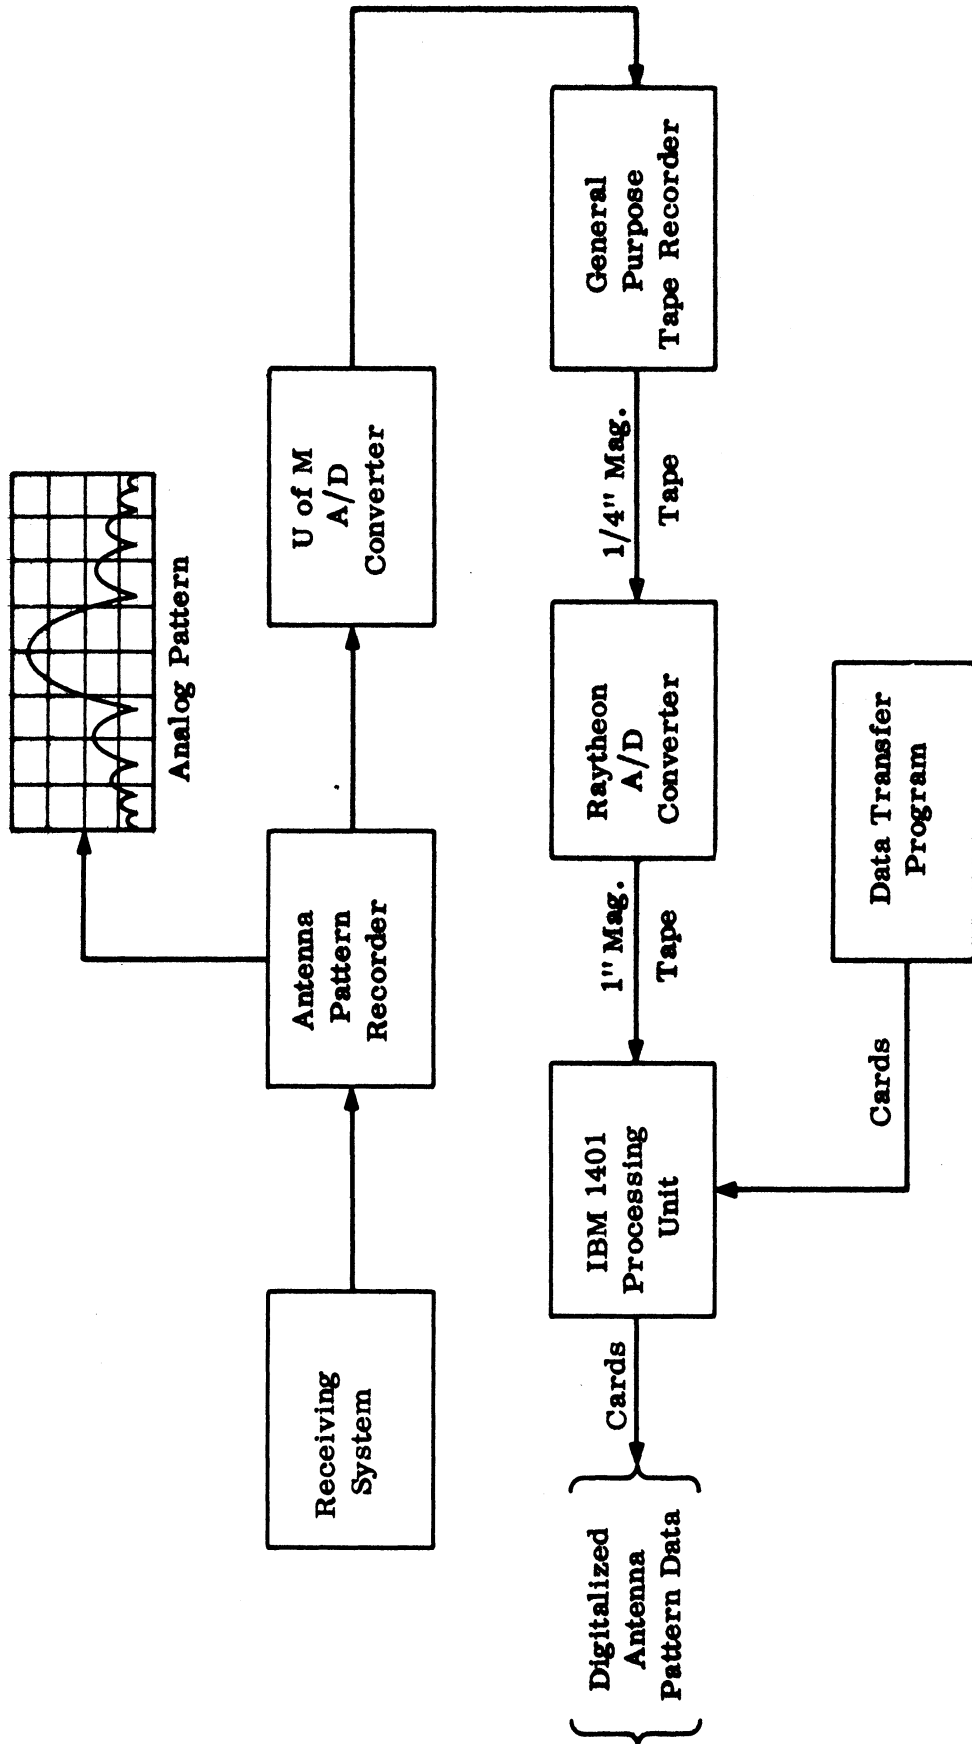 Analog Pattern
Receiving
System
Antenna
Pattern
Recorder
U of M
A/D
Converter
General
Purpose
Tape Recorder
1/4" Mag.
Tape
Raytheon
A/D
Converter
1" Mag.
Tape
IBM 1401
Processing
Unit
Cards
Digitalized
Antenna
Pattern Data
Data Transfer
Program
Cards